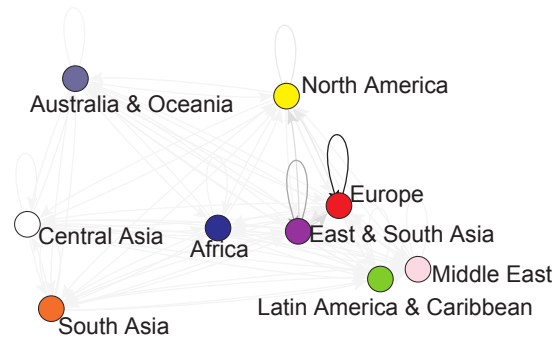 North America
Australia & Oceania
Europe
East & South Asia
Central Asia
Africa
Middle East
Latin America & Caribbean
South Asia